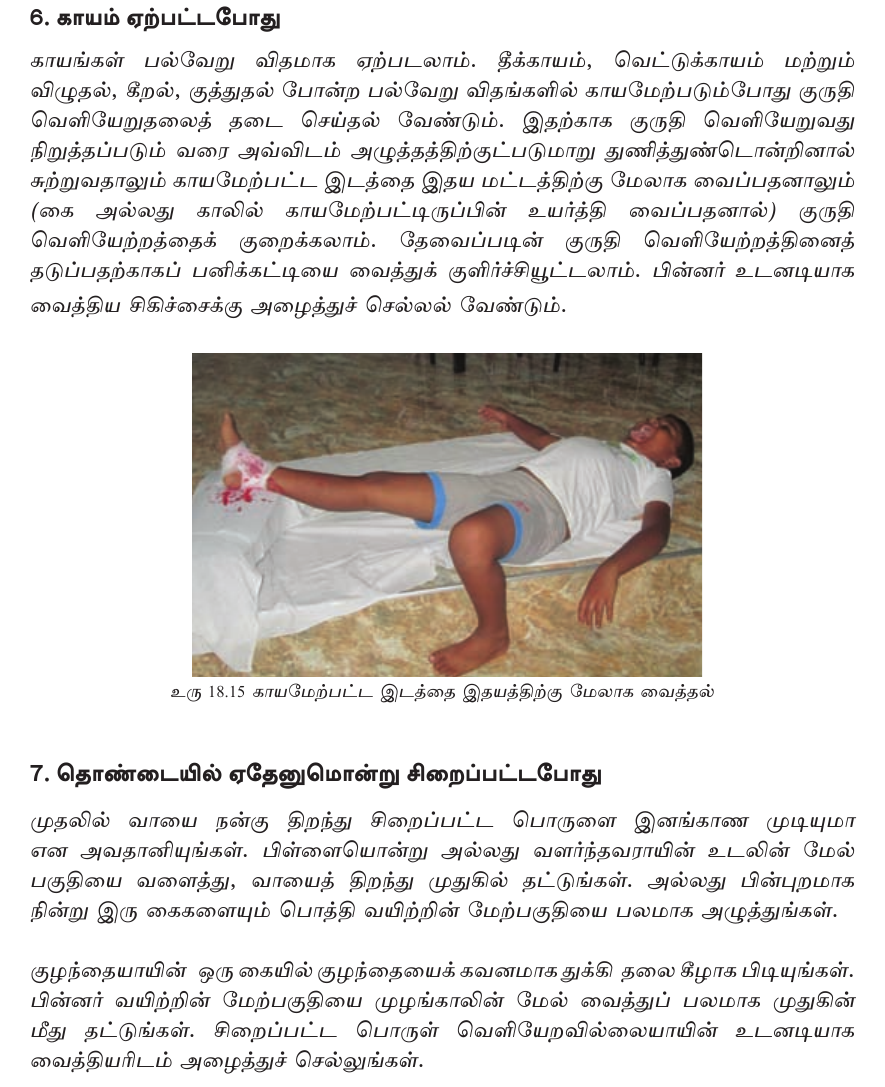 6. காயம் ஏற்பட்டபோது
காயங்கள் பல்வேறு விதமாக ஏற்படலாம். தீக்காயம், வெட்டுக்காயம் மற்றும்
விழுதல், கீறல், குத்துதல் போன்ற பல்வேறு விதங்களில் காயமேற்படும்போது குருதி
வெளியேறுதலைத் தடை செய்தல் வேண்டும். இதற்காக குருதி வெளியேறுவது
நிறுத்தப்படும் வரை அவ்விடம் அழுத்தத்திற்குட்படுமாறு துணித்துண்டொன்றினால்
சுற்றுவதாலும் காயமேற்பட்ட இடத்தை இதய மட்டத்திற்கு மேலாக வைப்பதனாலும்
(கை அல்லது காலில் காயமேற்பட்டிருப்பின் உயர்த்தி வைப்பதனால்) குருதி
வெளியேற்றத்தைக் குறைக்கலாம். தேவைப்படின் குருதி வெளியேற்றத்தினைத்
தடுப்பதற்காகப் பனிக்கட்டியை வைத்துக் குளிர்ச்சியூட்டலாம். பின்னர் உடனடியாக
வைத்திய சிகிச்சைக்கு அழைத்துச் செல்லல் வேண்டும்.
உரு 18.15 காயமேற்பட்ட இடத்தை இதயத்திற்கு மேலாக வைத்தல்
7. தொண்டையில் ஏதேனுமொன்று சிறைப்பட்டபோது
முதலில் வாயை நன்கு திறந்து சிறைப்பட்ட பொருளை இனங்காண முடியுமா
என அவதானியுங்கள். பிள்ளையொன்று அல்லது வளர்ந்தவராயின் உடலின் மேல்
பகுதியை வளைத்து, வாயைத் திறந்து முதுகில் தட்டுங்கள். அல்லது பின்புறமாக
நின்று இரு கைகளையும் பொத்தி வயிற்றின் மேற்பகுதியை பலமாக அழுத்துங்கள்.
குழந்தையாயின் ஒரு கையில் குழந்தையைக் கவனமாக துக்கி தலை கீழாக பிடியுங்கள்.
பின்னர் வயிற்றின் மேற்பகுதியை முழங்காலின் மேல் வைத்துப் பலமாக முதுகின்
மீது தட்டுங்கள். சிறைப்பட்ட பொருள் வெளியேறவில்லையாயின் உடனடியாக
வைத்தியரிடம் அழைத்துச் செல்லுங்கள்.